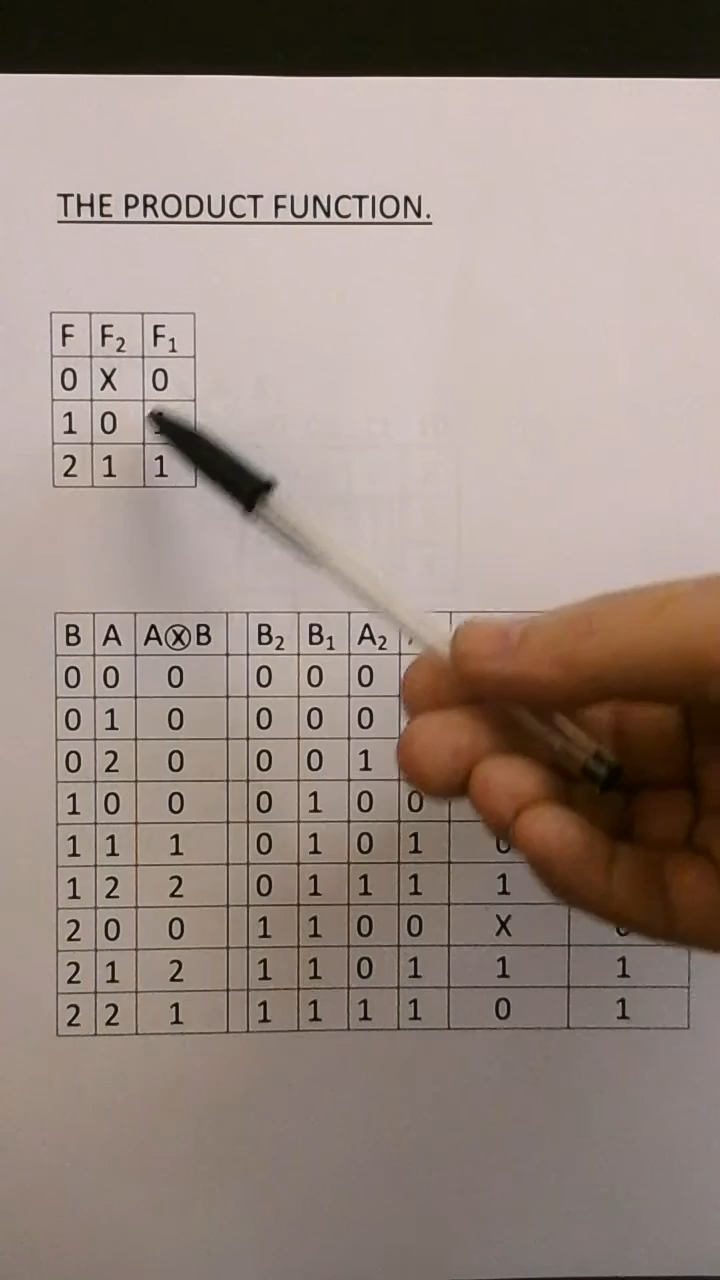 THE PRODUCT FUNCTION.
F F₂ F₁
0 X 0
1 0
2 1 1
B A A⊗B B₂ B₁ A₂
0 0 0 0 0 0
0 1 0 0 0 0
0 2 0 0 0 1
1 0 0 0 1 0 0
1 1 1 0 1 0 1 0
1 2 2 0 1 1 1 1
2 0 0 1 1 0 0 X
2 1 2 1 1 0 1 1 1
2 2 1 1 1 1 1 0 1